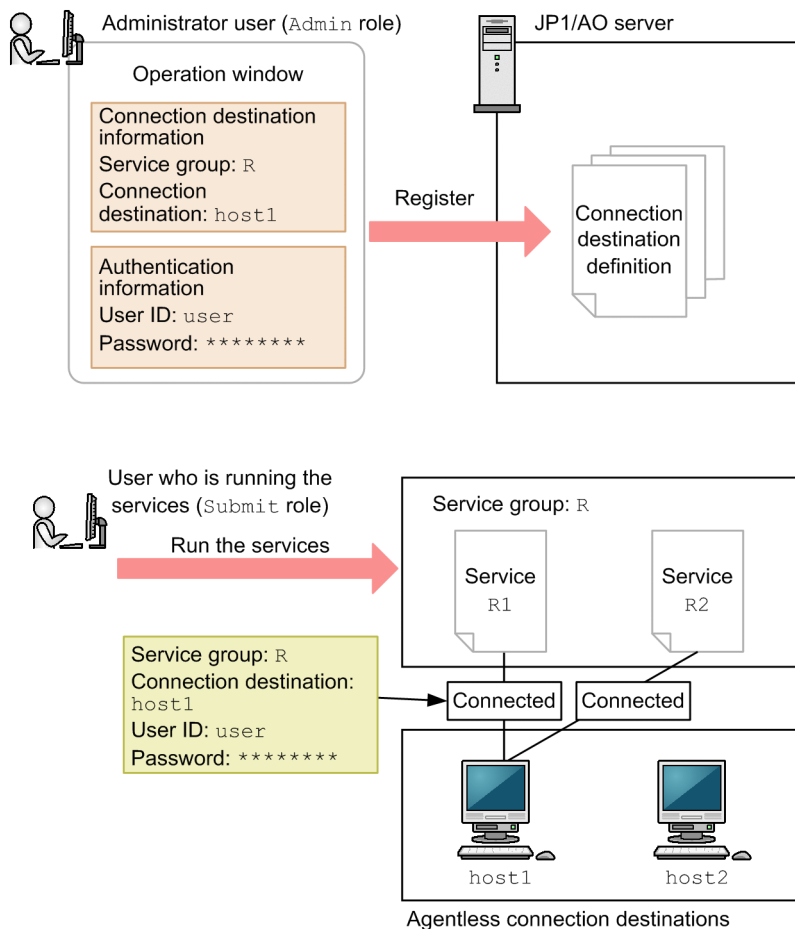 Administrator user (Admin role)
JP1/AO server
Operation window
Connection destination
information
Service group: R
Connection
destination: host1
Authentication
information
User ID: user
Password: ********
Register
Connection
destination
definition
User who is running the
services (Submit role)
Run the services
Service group: R
Service
R1
Service
R2
Service group: R
Connection destination:
host1
User ID: user
Password: ********
Connected
Connected
host1
host2
Agentless connection destinations